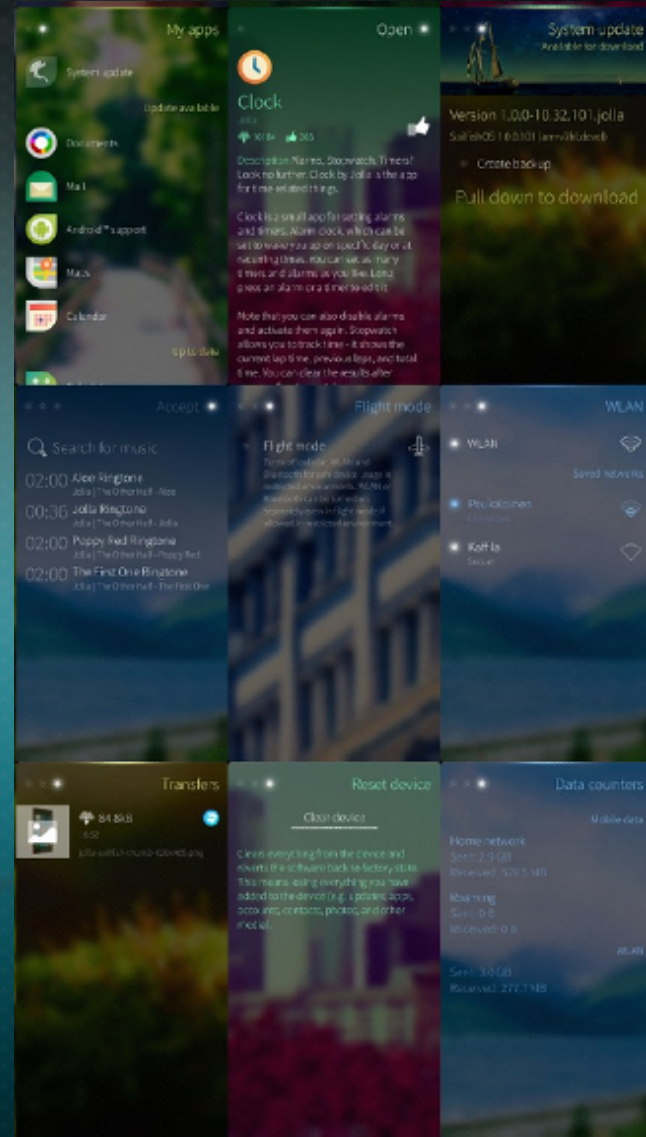 My apps
System update
Update available
Documents
Mail
Android™ support
Maps
Calendar
Up to date
Open
Clock
Jolla
265
Description Alarms. Stopwatch. Timers!
Look no further. Clock by Jolla is the app
for time-related things.
Clock is a small app for setting alarms
and timers. Alarm clock, which can be
set to wake you up on specific day or at
recurring times. You can set as many
timers and alarms as you like. Long
press an alarm or a timer to edit it.
Note that you can also disable alarms
and activate them again. Stopwatch
allows you to track time - it shows the
current lap time, previous laps, and total
time. You can clear the results after
System update
Available for download
Version 1.0.0-10.32.101.jolla
Create backup
Pull down to download
Accept
Search for music
02:00 Aloe Ringtone
Jolla | The Other Half - Aloe
00:36 Jolla Ringtone
Jolla | The Other Half - Jolla
02:00 Poppy Red Ringtone
Jolla | The Other Half - Poppy Red
02:00 The First One Ringtone
Jolla | The Other Half - The First One
Flight mode
Flight mode
WLAN
WLAN
Saved networks
Poukaloinen
Connected
Kaffila
Secure
Transfers
84.8kB
Reset device
Clear device
Clears everything from the device and
reverts the software back to factory state.
This means losing everything you have
added to the device (e.g. updates, apps,
accounts, contacts, photos, and other
media).
Data counters
Mobile data
Home network
Sent: 2.9 GB
Received: 529.5 MB
Roaming
Sent: 0 B
Received: 0 B
WLAN
Sent: 3.0 GB
Received: 277.1 MB